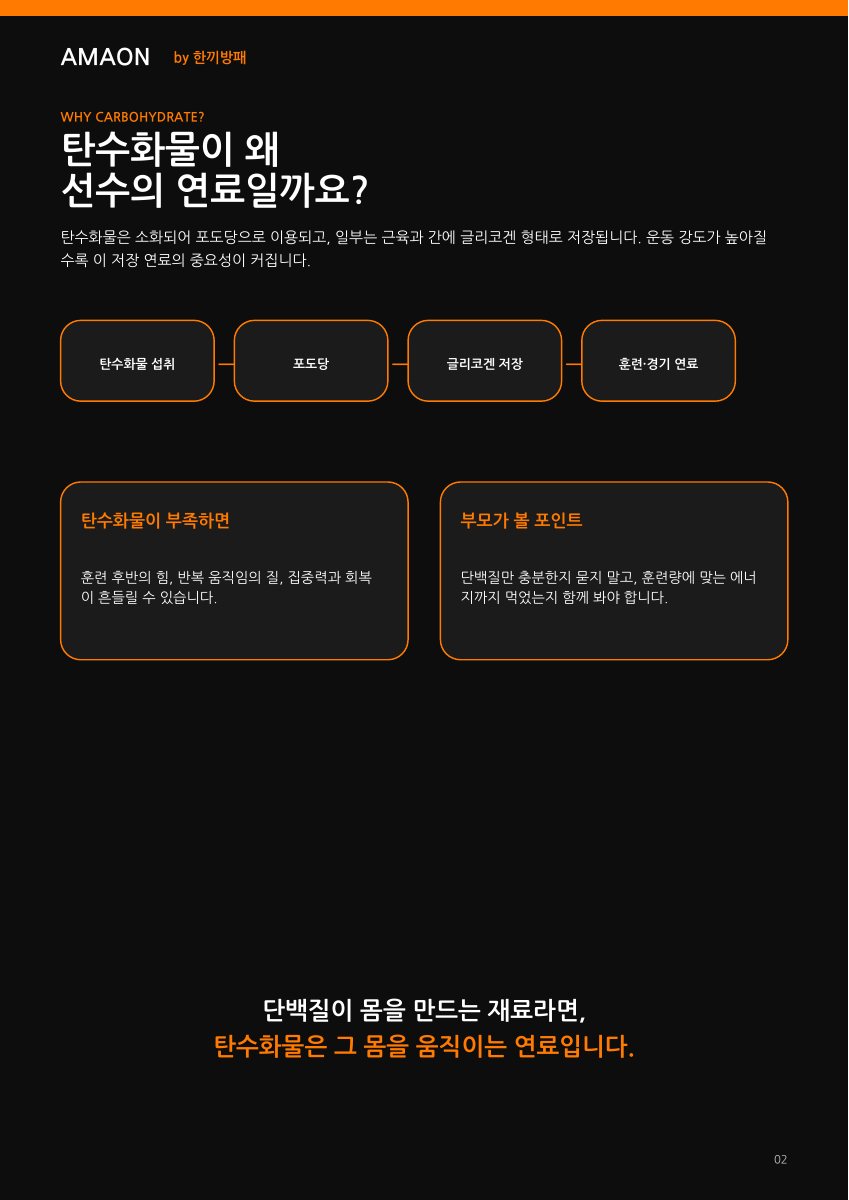 AMAON by 한끼방패
WHY CARBOHYDRATE?
탄수화물이 왜
선수의 연료일까요?
탄수화물은 소화되어 포도당으로 이용되고, 일부는 근육과 간에 글리코겐 형태로 저장됩니다. 운동 강도가 높아질
수록 이 저장 연료의 중요성이 커집니다.
탄수화물 섭취
포도당
글리코겐 저장
훈련·경기 연료
탄수화물이 부족하면
훈련 후반의 힘, 반복 움직임의 질, 집중력과 회복
이 흔들릴 수 있습니다.
부모가 볼 포인트
단백질만 충분한지 묻지 말고, 훈련량에 맞는 에너
지까지 먹었는지 함께 봐야 합니다.
단백질이 몸을 만드는 재료라면,
탄수화물은 그 몸을 움직이는 연료입니다.
02